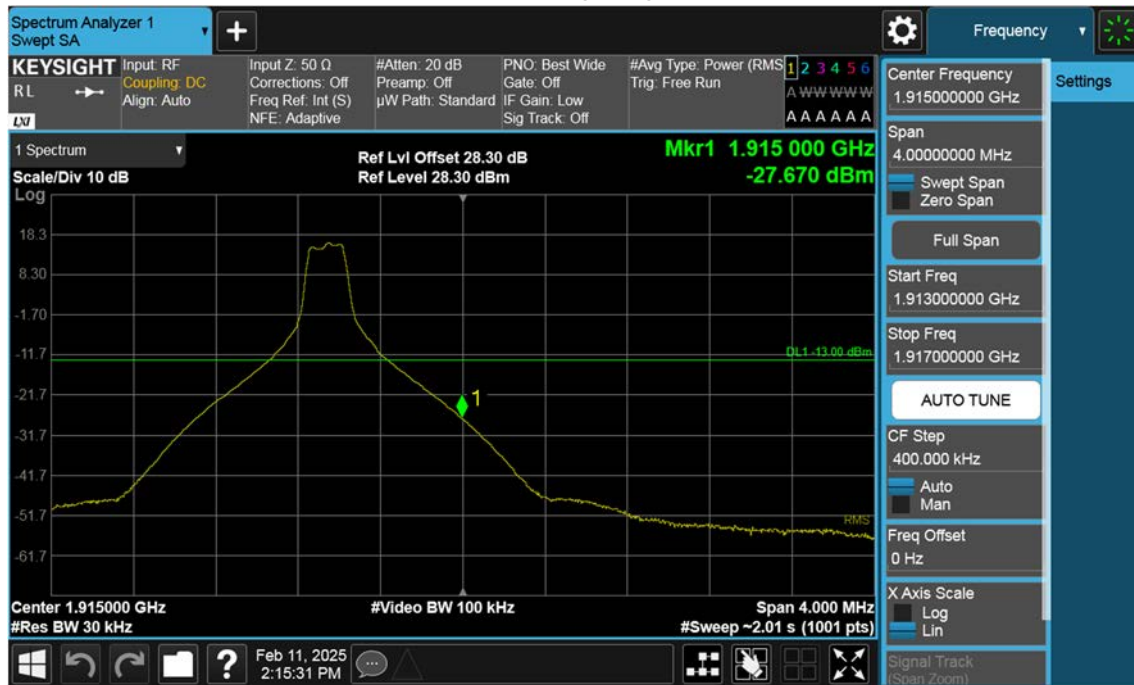 Spectrum Analyzer 1
Swept SA
Frequency
KEYSIGHT
RL
LXI
Input: RF
Coupling: DC
Align: Auto
Input Z: 50 Ω
Corrections: Off
Freq Ref: Int (S)
NFE: Adaptive
#Atten: 20 dB
Preamp: Off
µW Path: Standard
PNO: Best Wide
Gate: Off
IF Gain: Low
Sig Track: Off
#Avg Type: Power (RMS
Trig: Free Run
1 2 3 4 5 6
A W W W W W
A A A A A A
1 Spectrum
Scale/Div 10 dB
Ref Lvl Offset 28.30 dB
Ref Level 28.30 dBm
Mkr1 1.915 000 GHz
-27.670 dBm
Log
18.3
8.30
-1.70
-11.7
-21.7
-31.7
-41.7
-51.7
-61.7
DL1 -13.00 dBm
1
RMS
Center 1.915000 GHz
#Res BW 30 kHz
#Video BW 100 kHz
Span 4.000 MHz
#Sweep ~2.01 s (1001 pts)
Center Frequency
1.915000000 GHz
Settings
Span
4.00000000 MHz
Swept Span
Zero Span
Full Span
Start Freq
1.913000000 GHz
Stop Freq
1.917000000 GHz
AUTO TUNE
CF Step
400.000 kHz
Auto
Man
Freq Offset
0 Hz
X Axis Scale
Log
Lin
Signal Track
(Span Zoom)
?
Feb 11, 2025
2:15:31 PM